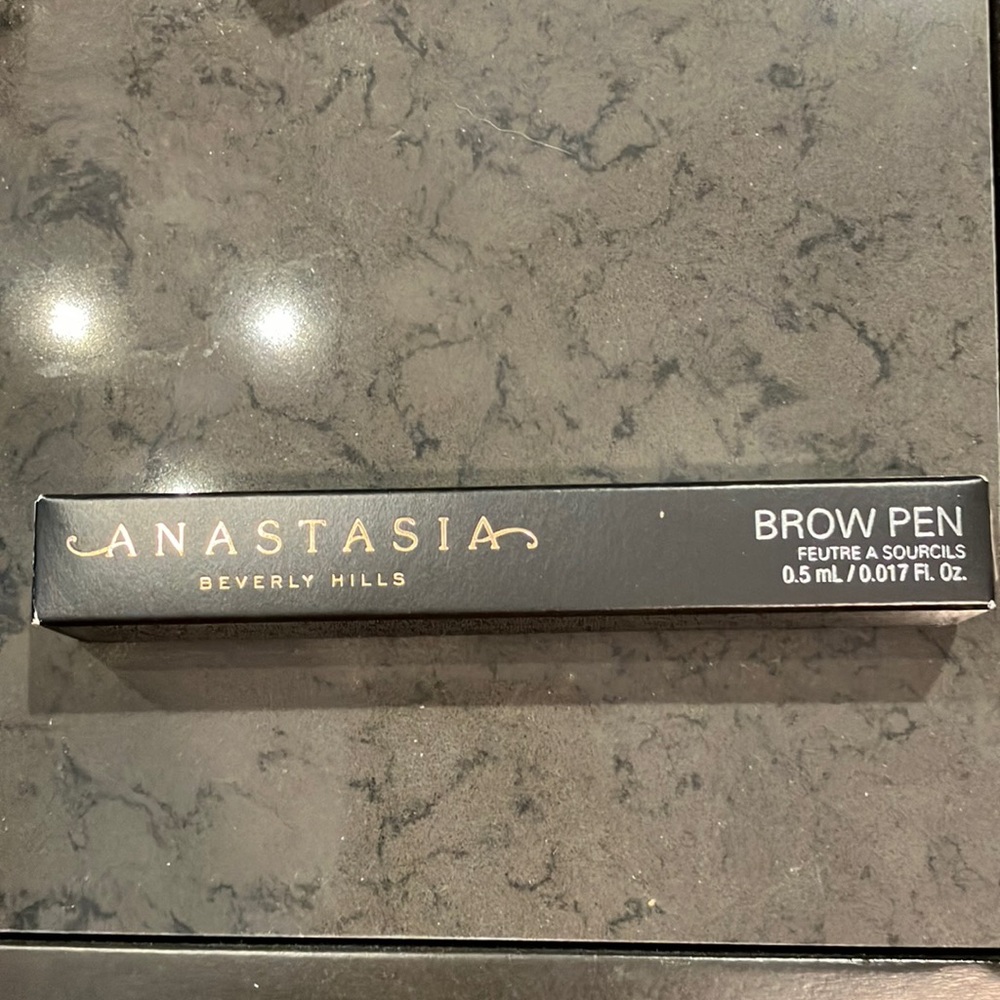 ANASTASIA
BEVERLY HILLS
BROW PEN
FEUTRE A SOURCILS
0.5 mL / 0.017 Fl. Oz.